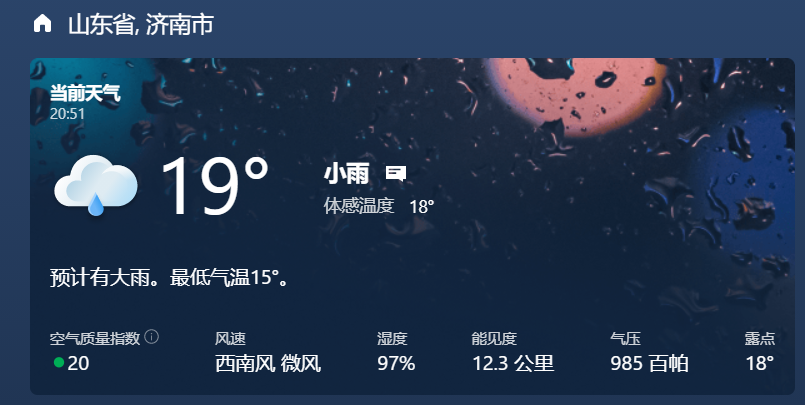 山东省, 济南市
当前天气
20:51
19°
小雨
体感温度 18°
预计有大雨。最低气温15°。
空气质量指数 风速 湿度 能见度 气压 露点
20 西南风 微风 97% 12.3 公里 985 百帕 18°